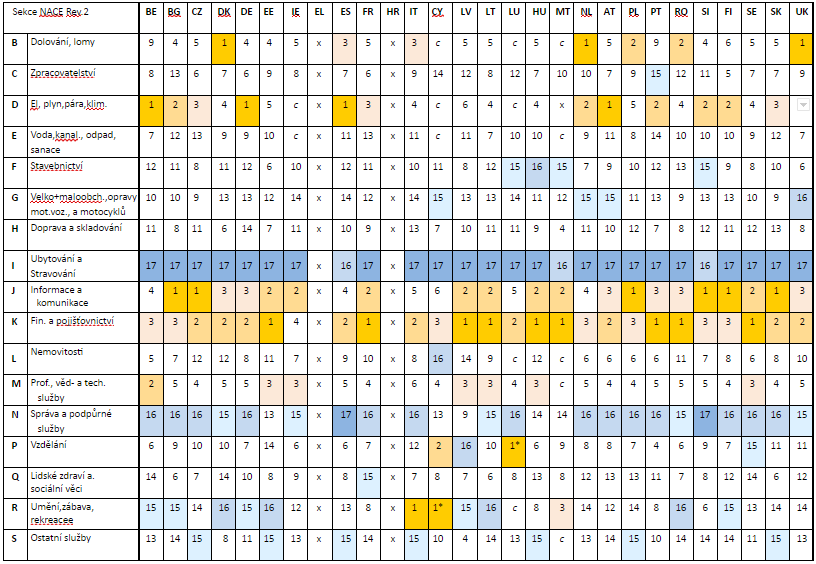 Sekce NACE Rev.2 BE BG CZ DK DE EE IE EL ES FR HR IT CY LV LT LU HU MT NL AT PL PT RO SI FI SE SK UK
B Dolování, lomy 9 4 5 1 4 4 5 x 3 5 x 3 c 5 5 c 5 c 1 5 2 9 2 4 6 5 5 1
C Zpracovatelství 8 13 6 7 6 9 8 x 7 6 x 9 14 12 8 12 7 10 10 7 9 15 12 11 5 7 7 9
D El, plyn,pára,klim. 1 2 3 4 1 5 c x 1 3 x 4 c 6 4 c 4 x 2 1 5 2 4 2 2 4 3
E Voda,kanal., odpad, 7 12 13 9 9 10 c x 11 13 x 11 c 11 7 10 10 c 9 11 8 14 10 10 10 9 12 7
sanace
F Stavebnictví 12 11 8 11 12 6 10 x 12 11 x 10 11 8 12 15 16 15 7 9 10 12 13 15 9 8 10 6
G Velko+maloobch.,opravy 10 10 9 13 13 12 14 x 14 12 x 14 15 13 13 14 11 12 15 15 11 13 9 13 13 10 9 16
mot.voz., a motocyklů
H Doprava a skladování 11 8 11 6 14 7 11 x 10 9 x 13 7 10 11 11 9 4 11 10 12 7 8 12 11 12 13 8
I Ubytování a 17 17 17 17 17 17 17 x 16 17 x 17 17 17 17 17 17 16 17 17 17 17 17 16 17 17 17 17
Stravování
J Informace a 4 1 1 3 3 2 2 x 4 2 x 5 6 2 2 5 2 2 4 3 1 3 3 1 1 2 1 3
komunikace
K Fin. a pojišťovnictví 3 3 2 2 2 1 4 x 2 1 x 2 3 1 1 2 1 1 3 2 3 1 1 3 3 1 2 2
L Nemovitosti 5 7 12 12 8 11 7 x 9 10 x 8 16 14 9 c 12 c 6 6 6 6 11 7 8 6 8 10
M Prof., věd- a tech. 2 5 4 5 5 3 3 x 5 4 x 6 4 3 3 4 3 c 5 4 4 5 5 5 4 3 4 5
služby
N Správa a podpůrné 16 16 16 15 16 13 15 x 17 16 x 16 13 9 15 16 14 14 16 16 16 16 15 17 16 16 16 15
služby
P Vzdělání 6 9 10 10 7 14 6 x 6 7 x 12 2 16 10 1* 6 9 8 8 7 4 6 9 7 15 11 11
Q Lidské zdraví a. 14 6 7 14 10 8 9 x 8 15 x 7 8 7 6 8 13 8 12 13 13 11 7 8 12 14 6 12
sociální věci
R Umění,zábava, 15 15 14 16 15 16 12 x 13 8 x 1 1* 15 16 c 8 3 14 12 14 8 16 6 15 13 14 14
rekreacee
S Ostatní služby 13 14 15 8 11 15 13 x 15 14 x 15 10 4 14 13 15 c 13 14 15 10 14 14 14 11 15 13